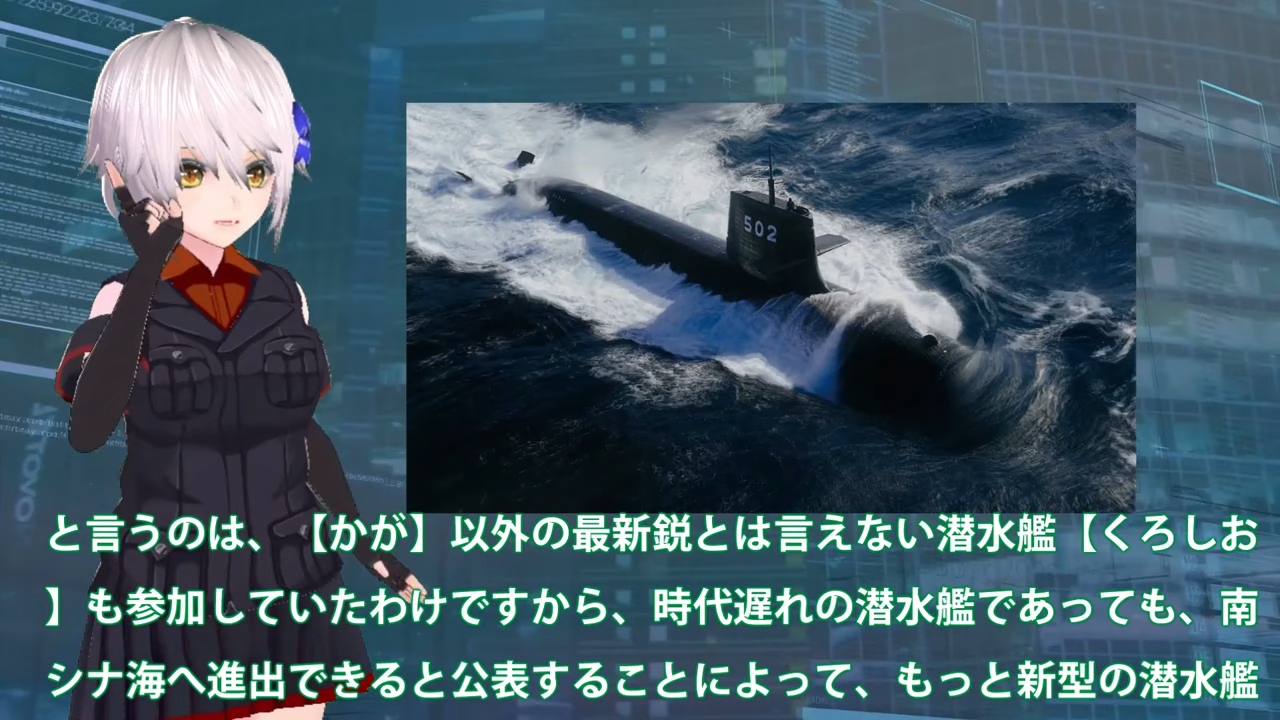 502
と言うのは、【かが】以外の最新鋭とは言えない潜水艦【くろしお
】も参加していたわけですから、時代遅れの潜水艦であっても、南
シナ海へ進出できると公表することによって、もっと新型の潜水艦